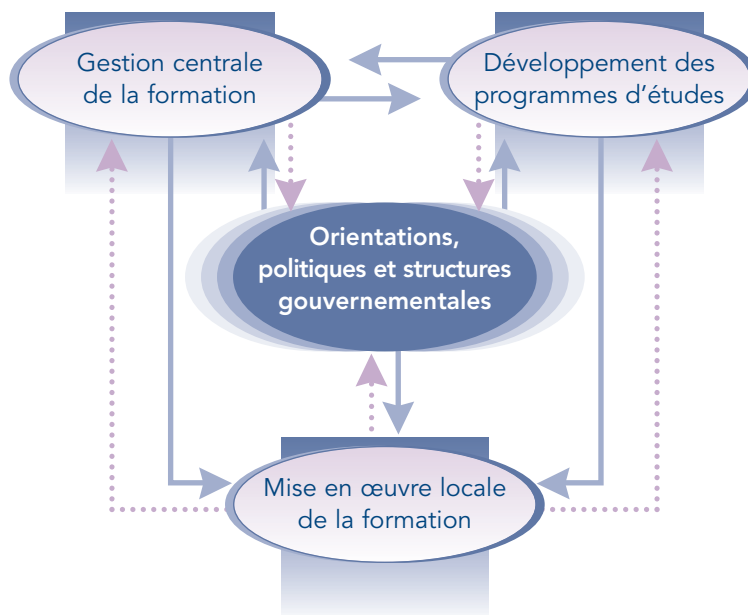 Gestion centrale
de la formation
Développement des
programmes d'études
Orientations,
politiques et structures
gouvernementales
Mise en œuvre locale
de la formation